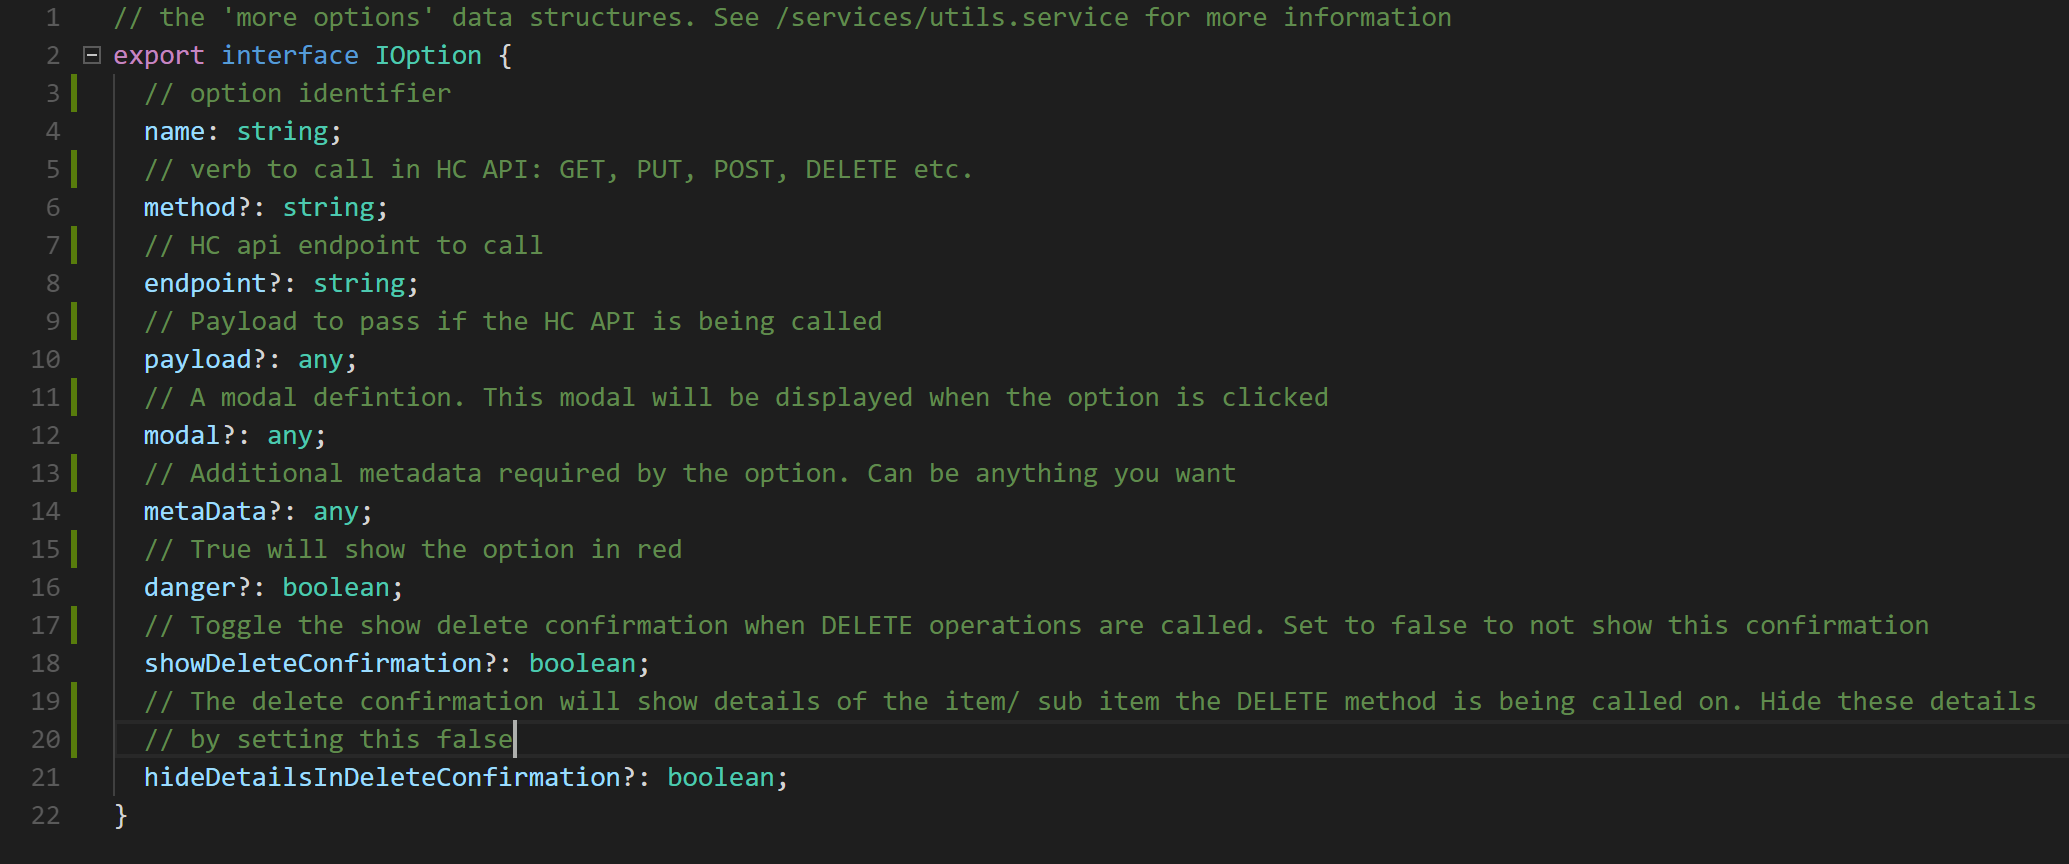 1 // the 'more options' data structures. See /services/utils.service for more information
2 export interface IOption {
3 // option identifier
4 name: string;
5 // verb to call in HC API: GET, PUT, POST, DELETE etc.
6 method?: string;
7 // HC api endpoint to call
8 endpoint?: string;
9 // Payload to pass if the HC API is being called
10 payload?: any;
11 // A modal defintion. This modal will be displayed when the option is clicked
12 modal?: any;
13 // Additional metadata required by the option. Can be anything you want
14 metaData?: any;
15 // True will show the option in red
16 danger?: boolean;
17 // Toggle the show delete confirmation when DELETE operations are called. Set to false to not show this confirmation
18 showDeleteConfirmation?: boolean;
19 // The delete confirmation will show details of the item/ sub item the DELETE method is being called on. Hide these details
20 // by setting this false
21 hideDetailsInDeleteConfirmation?: boolean;
22 }